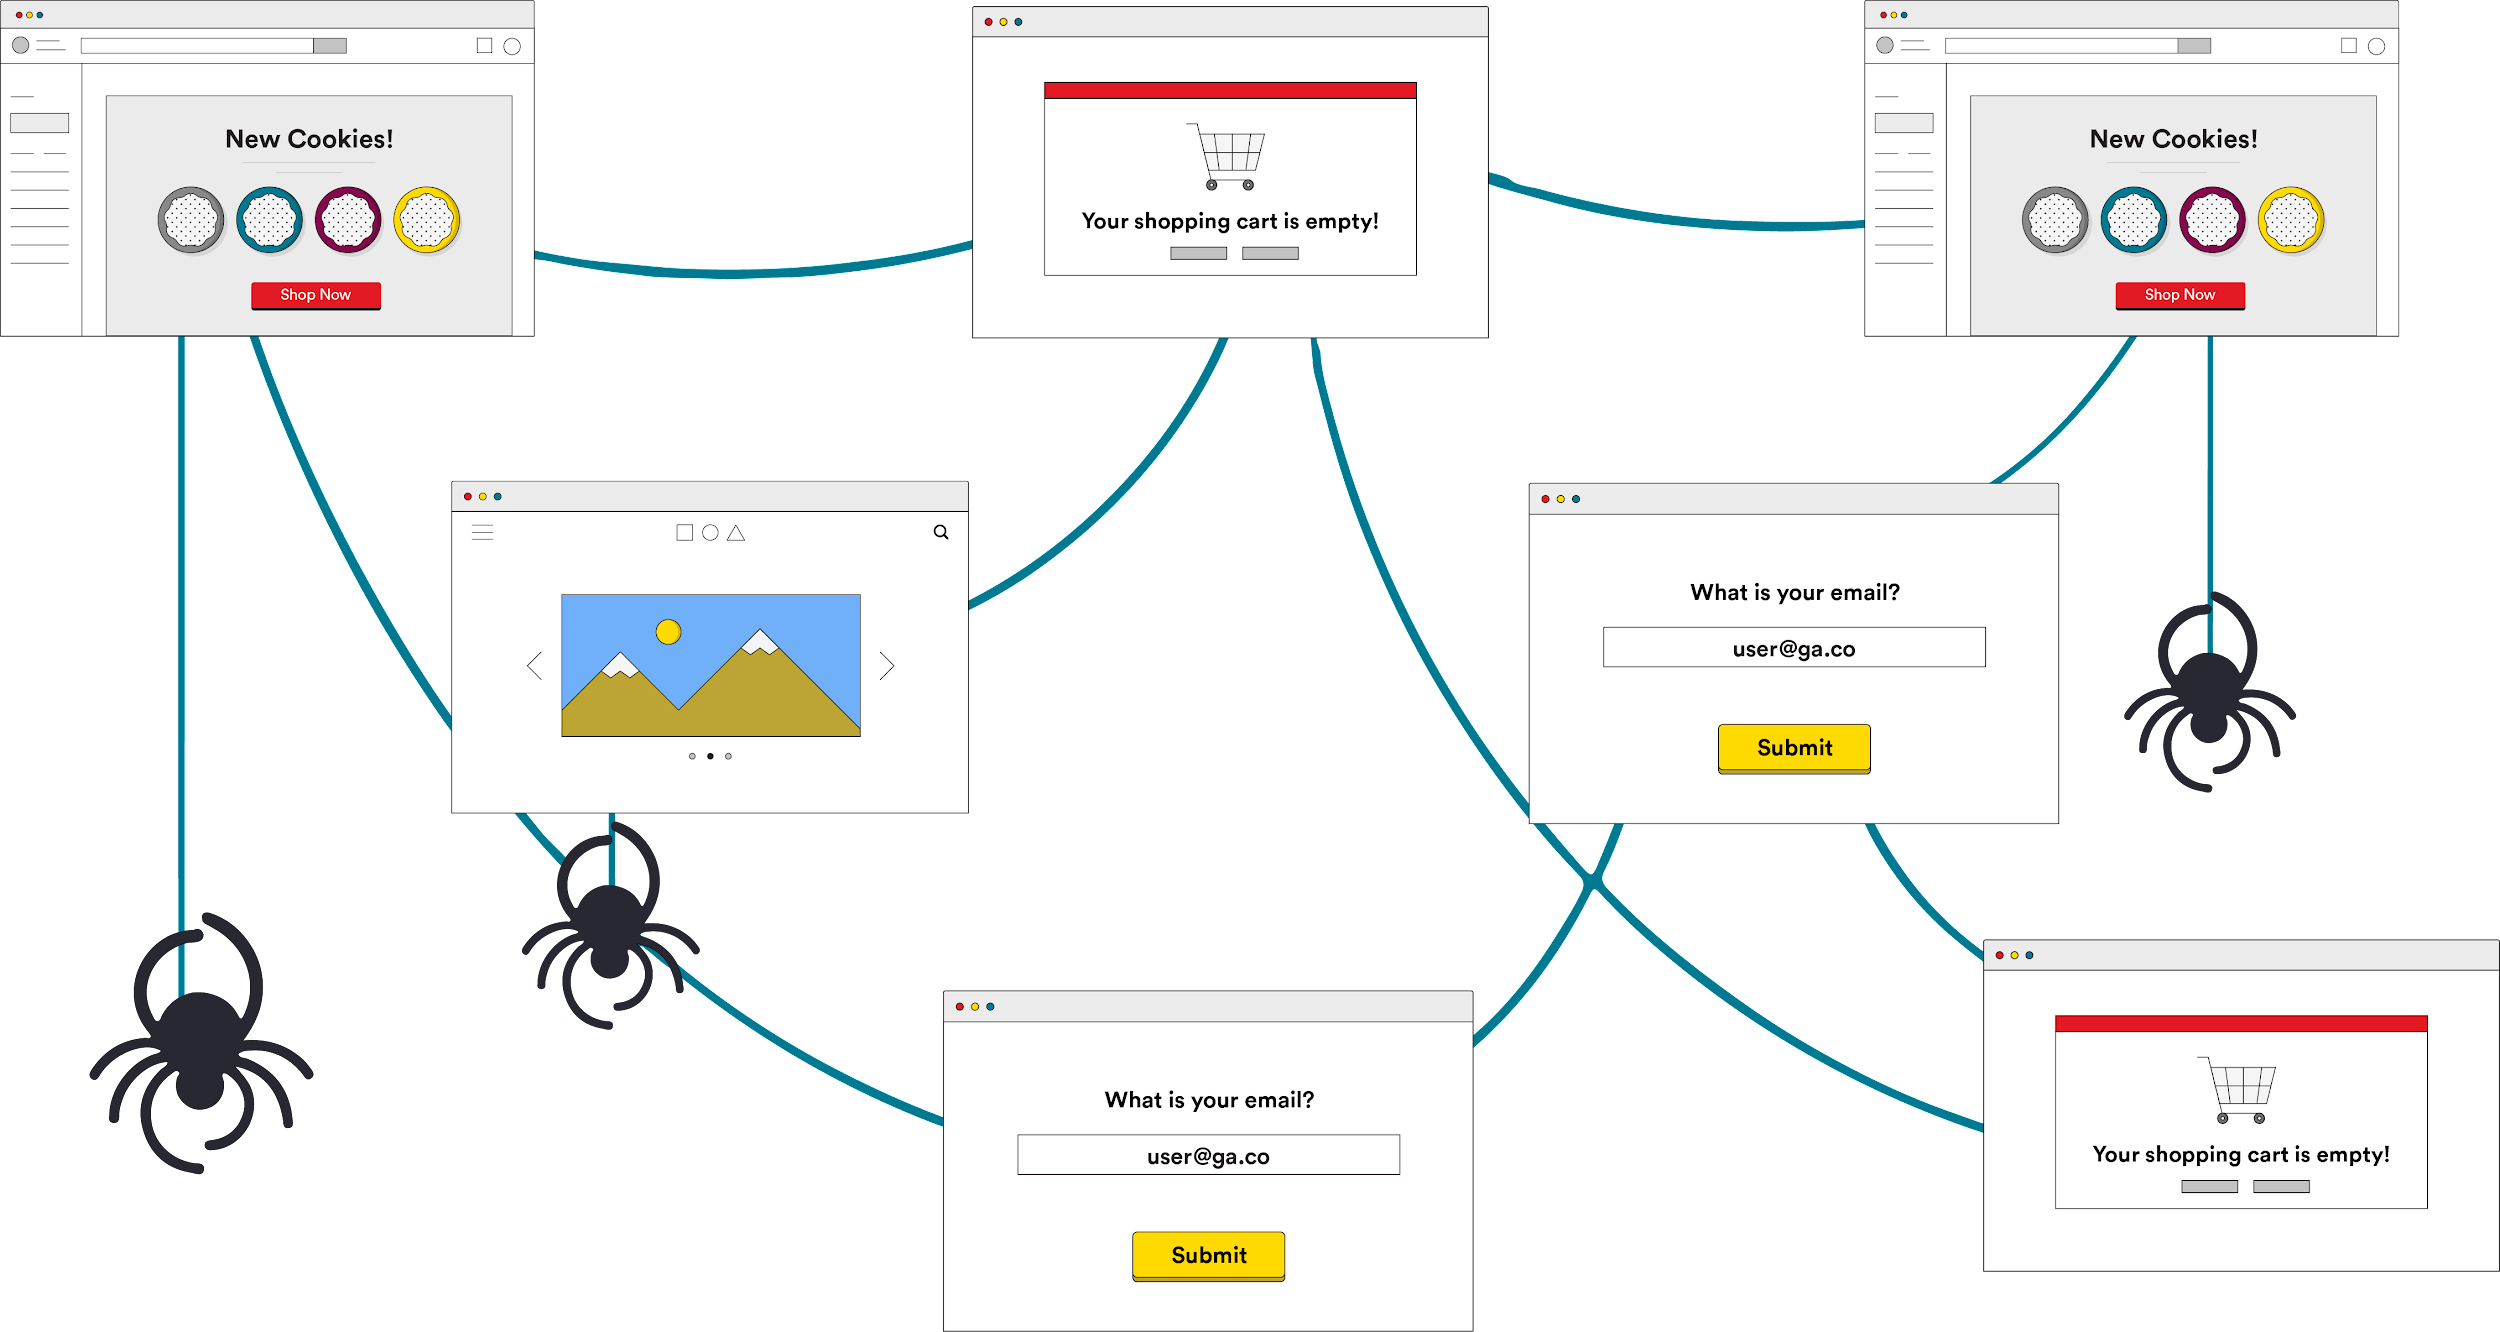 New Cookies!
Shop Now
Your shopping cart is empty!
New Cookies!
Shop Now
What is your email?
user@ga.co
Submit
What is your email?
user@ga.co
Submit
Your shopping cart is empty!